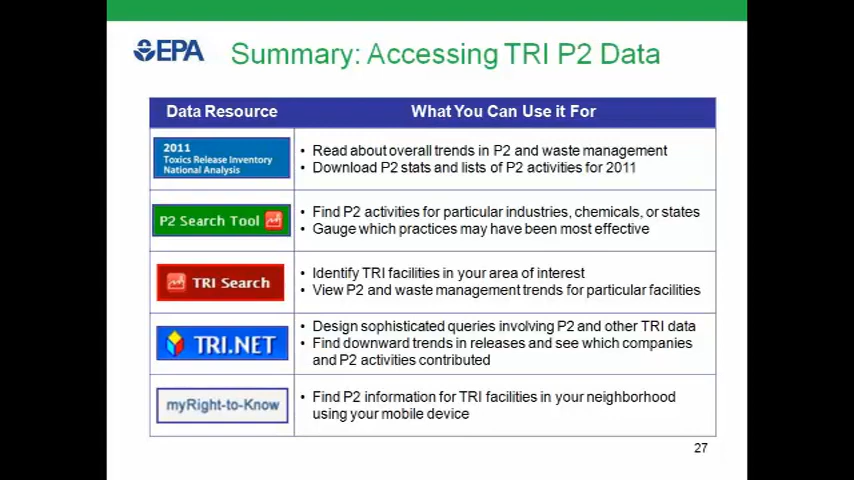 EPA
Summary: Accessing TRI P2 Data
Data Resource
What You Can Use it For
2011
Toxics Release Inventory
National Analysis
• Read about overall trends in P2 and waste management
• Download P2 stats and lists of P2 activities for 2011
P2 Search Tool
• Find P2 activities for particular industries, chemicals, or states
• Gauge which practices may have been most effective
TRI Search
• Identify TRI facilities in your area of interest
• View P2 and waste management trends for particular facilities
TRI.NET
• Design sophisticated queries involving P2 and other TRI data
• Find downward trends in releases and see which companies
and P2 activities contributed
myRight-to-Know
• Find P2 information for TRI facilities in your neighborhood
using your mobile device
27